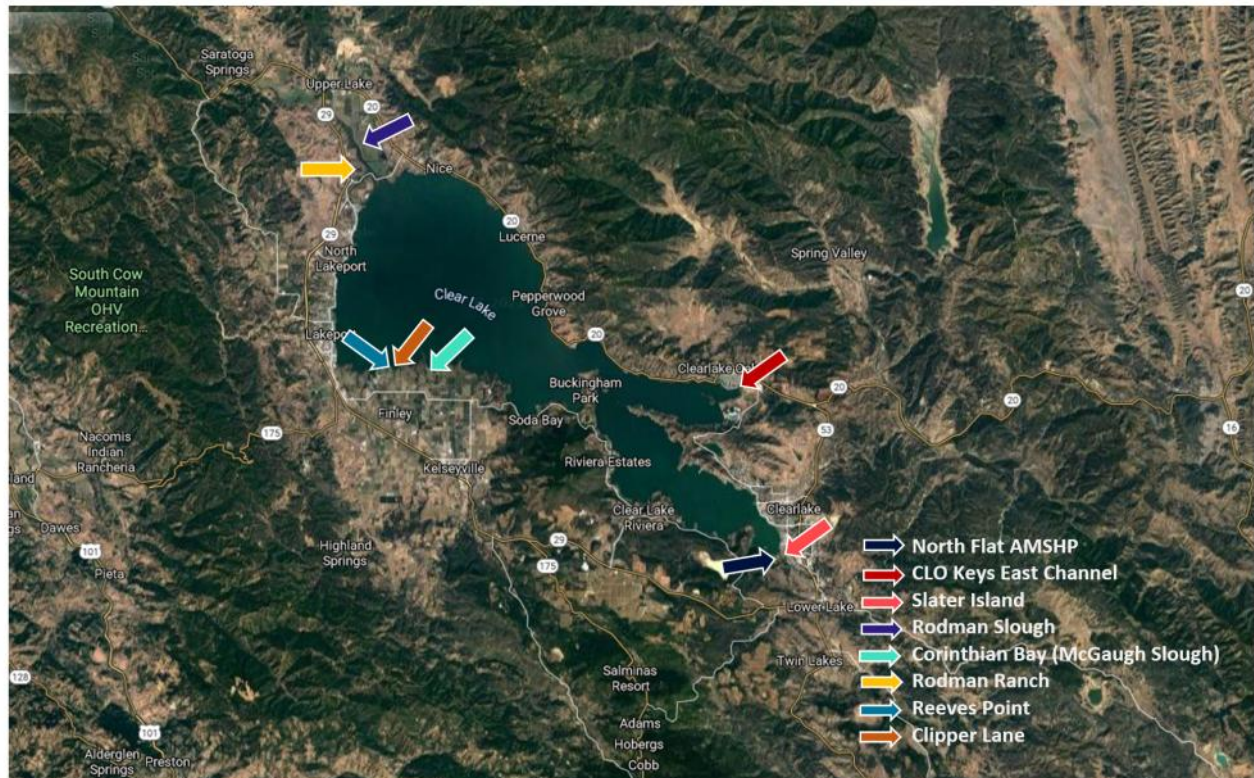 Saratoga
Springs
Upper Lake
29
20
Nice
20
Lucerne
29
North
Lakeport
Spring Valley
South Cow
Mountain
OHV
Recreation...
Clear Lake
Pepperwood
Grove
20
20
Buckingham
Park
Finley
Soda Bay
20
20
175
53
16
Nacomis
Indian
Rancheria
Kelseyville
Riviera Estates
Clear Lake
Riviera
Clearlake
Dawes
101
Pieta
Highland
Springs
29
175
Lower Lake
Twin Lakes
128
Salminas
Resort
101
Adams
Hobergs
Cobb
Alderglen
Springs
Preston
North Flat AMSHP
CLO Keys East Channel
Slater Island
Rodman Slough
Corinthian Bay (McGaugh Slough)
Rodman Ranch
Reeves Point
Clipper Lane